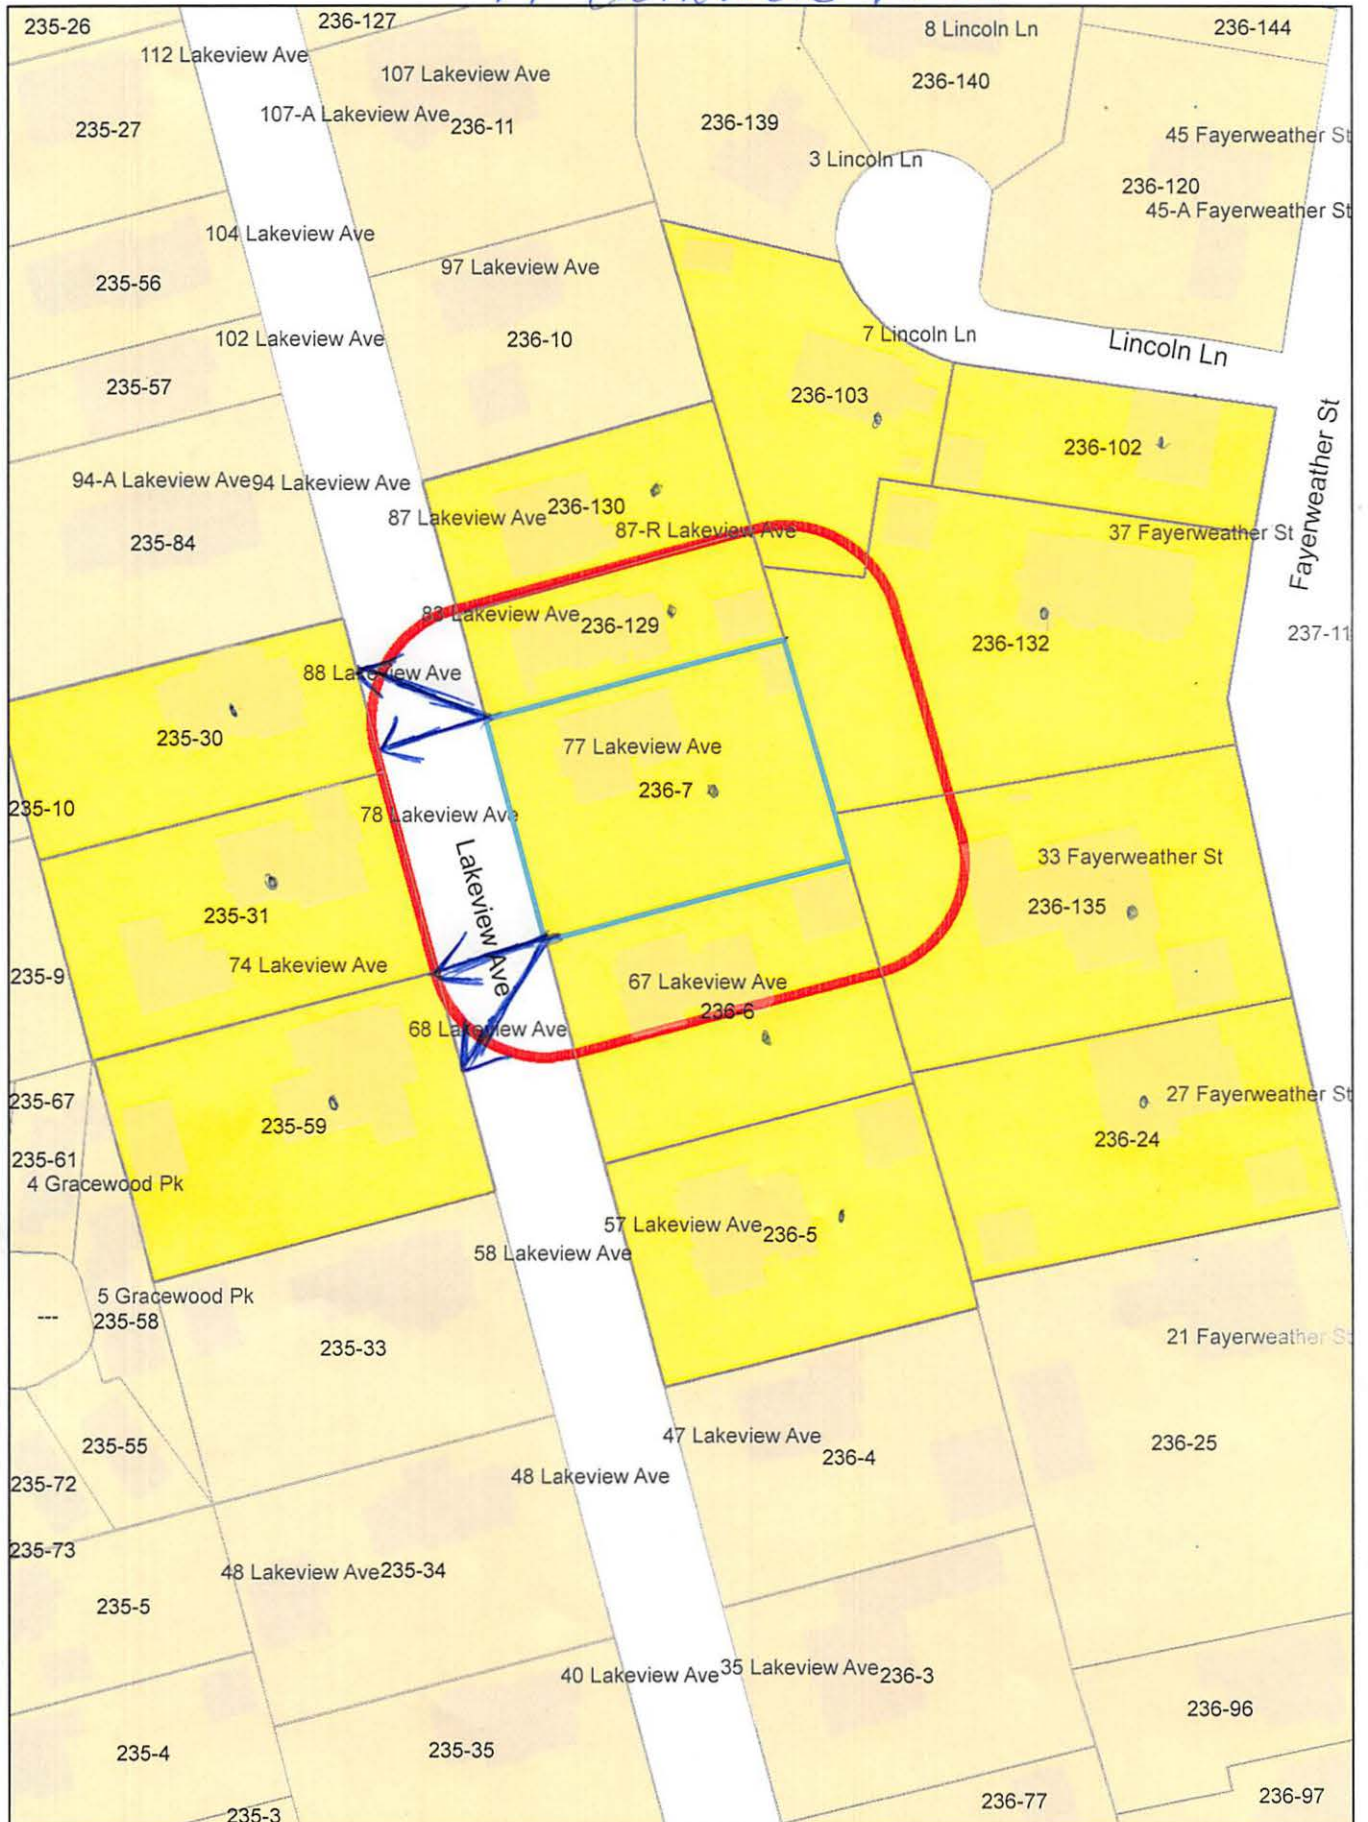 235-26
236-127
8 Lincoln Ln
236-144
112 Lakeview Ave
107 Lakeview Ave
236-140
107-A Lakeview Ave
236-11
235-27
236-139
45 Fayerweather St
3 Lincoln Ln
236-120
45-A Fayerweather St
104 Lakeview Ave
97 Lakeview Ave
235-56
102 Lakeview Ave
236-10
7 Lincoln Ln
Lincoln Ln
235-57
236-103
236-102
94-A Lakeview Ave
94 Lakeview Ave
236-130
87 Lakeview Ave
87-R Lakeview Ave
37 Fayerweather St
Fayerweather St
235-84
83 Lakeview Ave
236-129
236-132
237-11
88 Lakeview Ave
235-30
77 Lakeview Ave
236-7
235-10
78 Lakeview Ave
Lakeview Ave
33 Fayerweather St
236-135
235-31
74 Lakeview Ave
235-9
67 Lakeview Ave
236-6
68 Lakeview Ave
235-67
235-59
27 Fayerweather St
236-24
235-61
4 Gracewood Pk
57 Lakeview Ave
236-5
58 Lakeview Ave
5 Gracewood Pk
---
235-58
235-33
21 Fayerweather St
47 Lakeview Ave
236-4
236-25
235-55
48 Lakeview Ave
235-72
235-73
48 Lakeview Ave
235-34
235-5
40 Lakeview Ave
35 Lakeview Ave
236-3
236-96
235-4
235-35
236-77
236-97
235-3